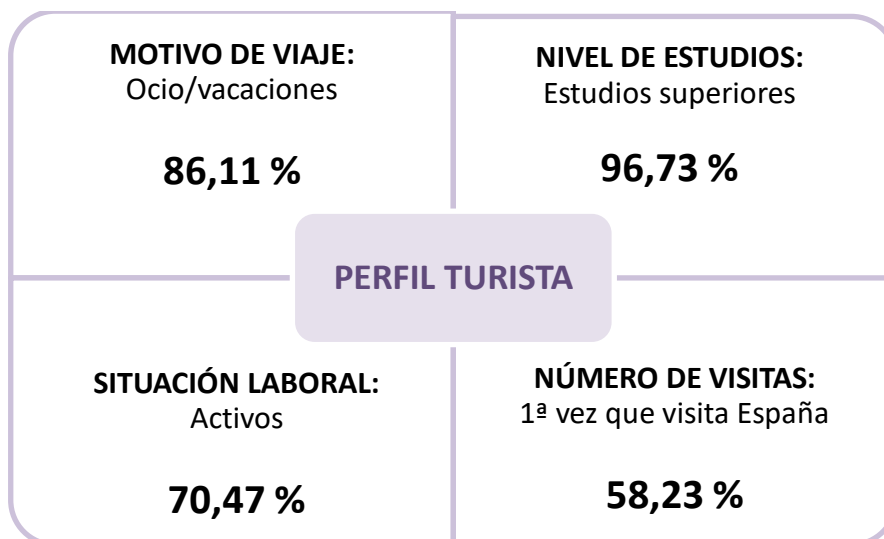 MOTIVO DE VIAJE:
Ocio/vacaciones
86,11 %
NIVEL DE ESTUDIOS:
Estudios superiores
96,73 %
PERFIL TURISTA
SITUACIÓN LABORAL:
Activos
70,47 %
NÚMERO DE VISITAS:
1ª vez que visita España
58,23 %